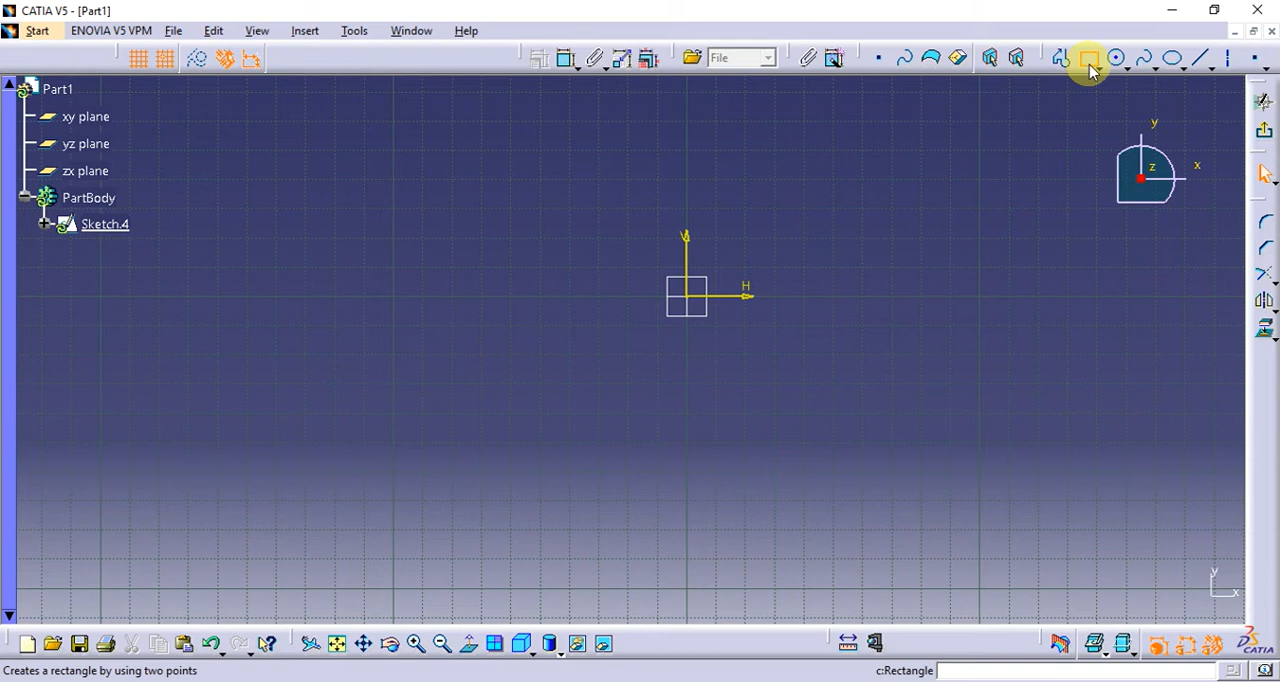 CATIA V5 - [Part1]
Start ENOVIA V5 VPM File Edit View Insert Tools Window Help
File
Part1
xy plane
yz plane
zx plane
PartBody
Sketch.4
y
z x
V
H
y
x
CATIA
Creates a rectangle by using two points c:Rectangle